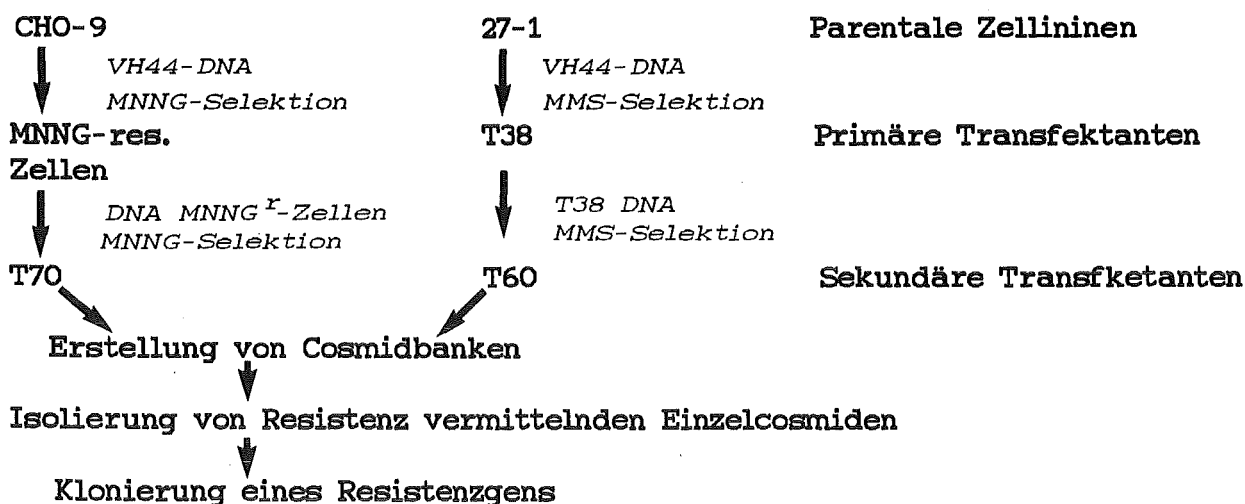 CHO-9 27-1 Parentale Zellininen
VH44-DNA VH44-DNA
MNNG-Selektion MMS-Selektion
MNNG-res. T38 Primäre Transfektanten
Zellen
DNA MNNG r-Zellen T38 DNA
MNNG-Selektion MMS-Selektion
T70 T60 Sekundäre Transfketanten
Erstellung von Cosmidbanken
Isolierung von Resistenz vermittelnden Einzelcosmiden
Klonierung eines Resistenzgens